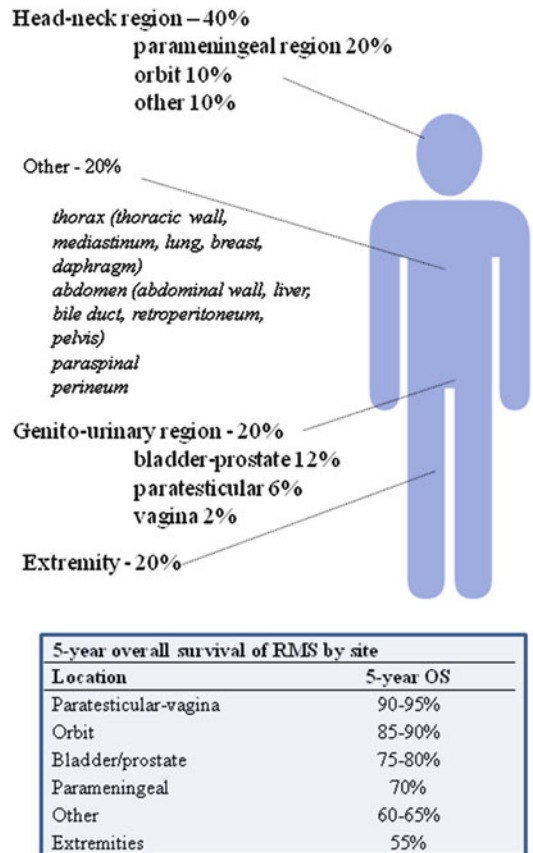 Head-neck region – 40%
parameningeal region 20%
orbit 10%
other 10%
Other - 20%
thorax (thoracic wall,
mediastinum, lung, breast,
daphragm)
abdomen (abdominal wall, liver,
bile duct, retroperitoneum,
pelvis)
paraspinal
perineum
Genito-urinary region - 20%
bladder-prostate 12%
paratesticular 6%
vagina 2%
Extremity - 20%
5-year overall survival of RMS by site
Location 5-year OS
Paratesticular-vagina 90-95%
Orbit 85-90%
Bladder/prostate 75-80%
Parameningeal 70%
Other 60-65%
Extremities 55%